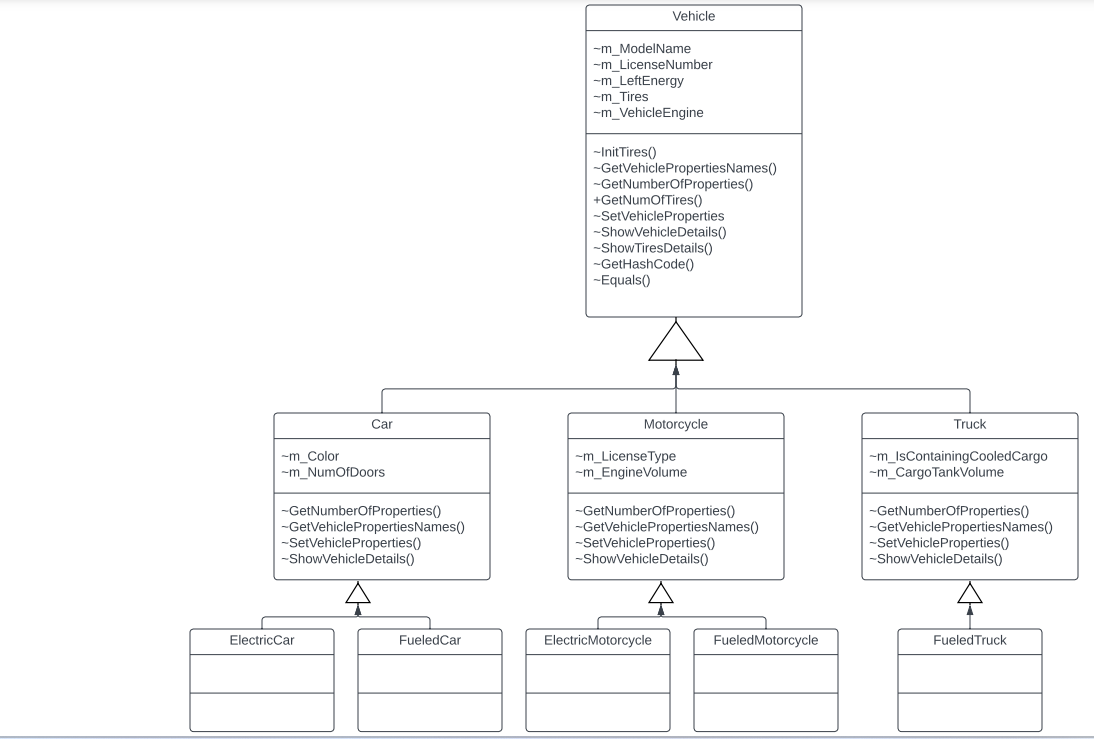 Vehicle
~m_ModelName
~m_LicenseNumber
~m_LeftEnergy
~m_Tires
~m_VehicleEngine
~InitTires()
~GetVehiclePropertiesNames()
~GetNumberOfProperties()
+GetNumOfTires()
~SetVehicleProperties
~ShowVehicleDetails()
~ShowTiresDetails()
~GetHashCode()
~Equals()
Car
~m_Color
~m_NumOfDoors
~GetNumberOfProperties()
~GetVehiclePropertiesNames()
~SetVehicleProperties()
~ShowVehicleDetails()
Motorcycle
~m_LicenseType
~m_EngineVolume
~GetNumberOfProperties()
~GetVehiclePropertiesNames()
~SetVehicleProperties()
~ShowVehicleDetails()
Truck
~m_IsContainingCooledCargo
~m_CargoTankVolume
~GetNumberOfProperties()
~GetVehiclePropertiesNames()
~SetVehicleProperties()
~ShowVehicleDetails()
ElectricCar
FueledCar
ElectricMotorcycle
FueledMotorcycle
FueledTruck